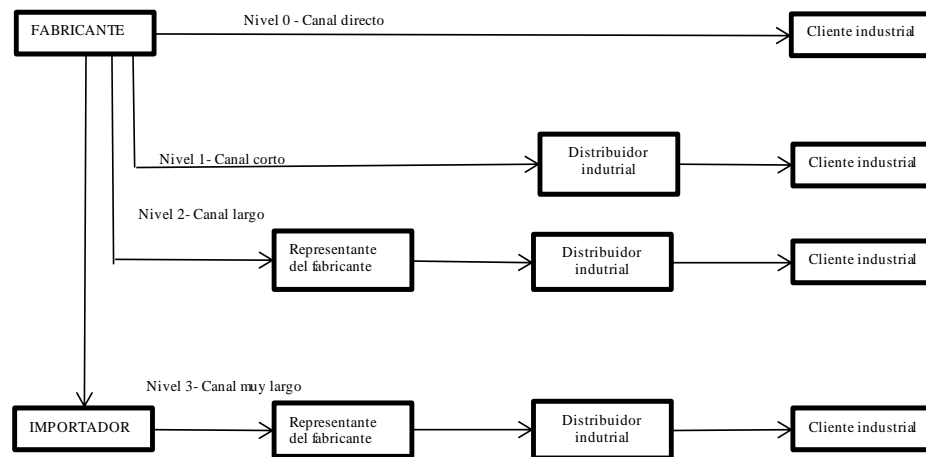 Nivel 0 - Canal directo
FABRICANTE
Cliente industrial
Nivel 1- Canal corto
Distribuidor
indutrial
Cliente industrial
Nivel 2- Canal largo
Representante
del fabricante
Distribuidor
indutrial
Cliente industrial
Nivel 3- Canal muy largo
IMPORTADOR
Representante
del fabricante
Distribuidor
indutrial
Cliente industrial